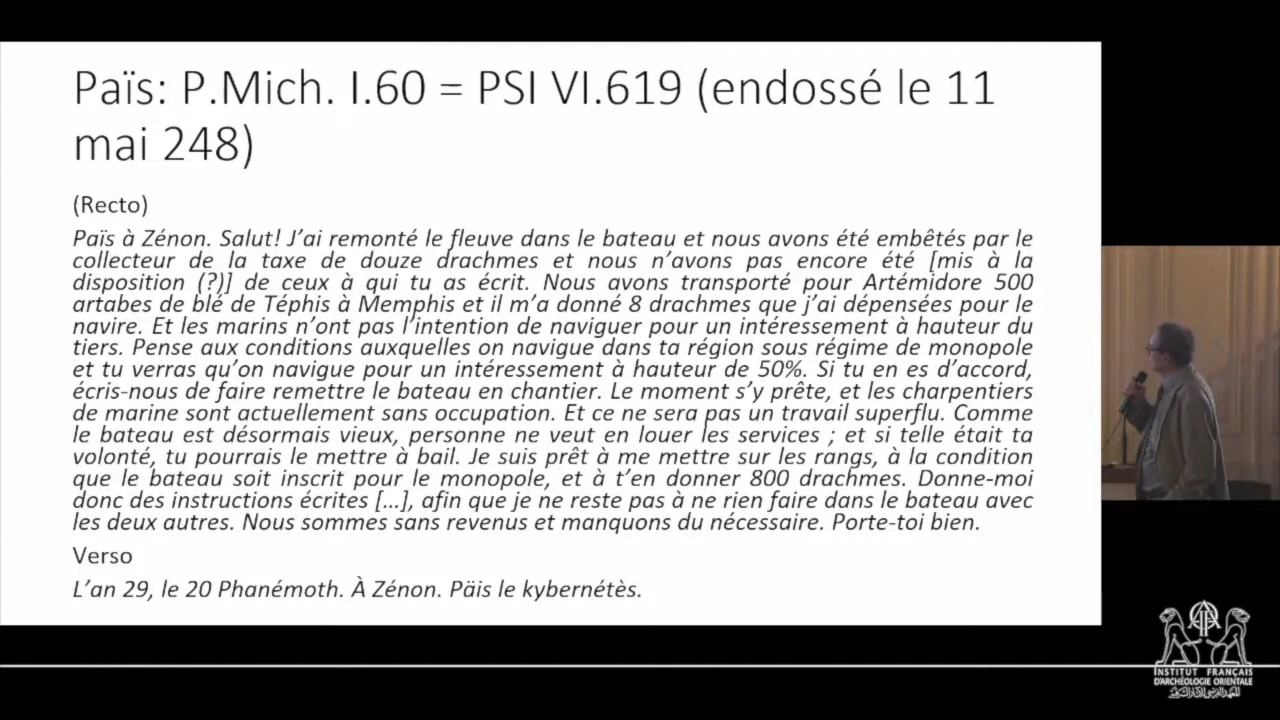 Païs: P.Mich. I.60 = PSI VI.619 (endossé le 11
mai 248)
(Recto)
Païs à Zénon. Salut! J’ai remonté le fleuve dans le bateau et nous avons été embêtés par le
collecteur de la taxe de douze drachmes et nous n’avons pas encore été [mis à la
disposition (?)] de ceux à qui tu as écrit. Nous avons transporté pour Artémidore 500
artabes de blé de Téphis à Memphis et il m’a donné 8 drachmes que j’ai dépensées pour le
navire. Et les marins n’ont pas l’intention de naviguer pour un intéressement à hauteur du
tiers. Pense aux conditions auxquelles on navigue dans ta région sous régime de monopole
et tu verras qu’on navigue pour un intéressement à hauteur de 50%. Si tu en es d’accord,
écris-nous de faire remettre le bateau en chantier. Le moment s’y prête, et les charpentiers
de marine sont actuellement sans occupation. Et ce ne sera pas un travail superflu. Comme
le bateau est désormais vieux, personne ne veut en louer les services ; et si telle était ta
volonté, tu pourrais le mettre à bail. Je suis prêt à me mettre sur les rangs, à la condition
que le bateau soit inscrit pour le monopole, et à t’en donner 800 drachmes. Donne-moi
donc des instructions écrites […], afin que je ne reste pas à ne rien faire dans le bateau avec
les deux autres. Nous sommes sans revenus et manquons du nécessaire. Porte-toi bien.
Verso
L’an 29, le 20 Phanémoth. À Zénon. Päis le kybernétès.
INSTITUT FRANÇAIS
D’ARCHÉOLOGIE ORIENTALE